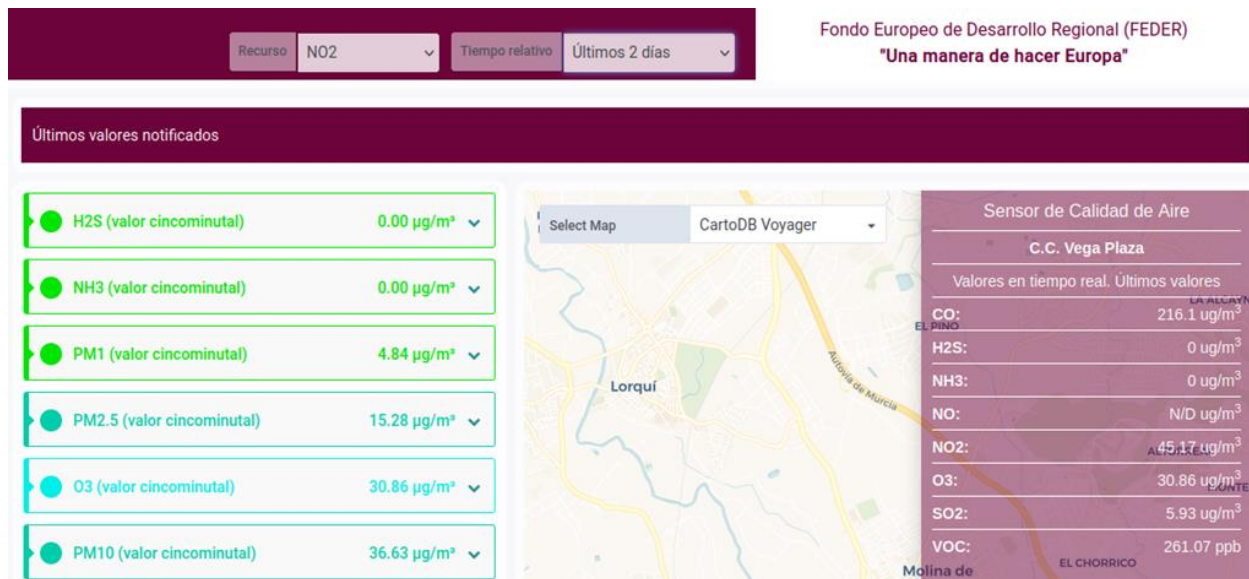 Recurso NO2 Tiempo relativo Últimos 2 días
Fondo Europeo de Desarrollo Regional (FEDER)
"Una manera de hacer Europa"
Últimos valores notificados
H2S (valor cincominutal) 0.00 µg/m³
NH3 (valor cincominutal) 0.00 µg/m³
PM1 (valor cincominutal) 4.84 µg/m³
PM2.5 (valor cincominutal) 15.28 µg/m³
O3 (valor cincominutal) 30.86 µg/m³
PM10 (valor cincominutal) 36.63 µg/m³
Select Map CartoDB Voyager
Lorquí
Autovía de Murcia
EL PINO
Molina de
EL CHORRICO
Sensor de Calidad de Aire
C.C. Vega Plaza
Valores en tiempo real. Últimos valores
CO: 216.1 ug/m³
H2S: 0 ug/m³
NH3: 0 ug/m³
NO: N/D ug/m³
NO2: 45.17 ug/m³
O3: 30.86 ug/m³
SO2: 5.93 ug/m³
VOC: 261.07 ppb